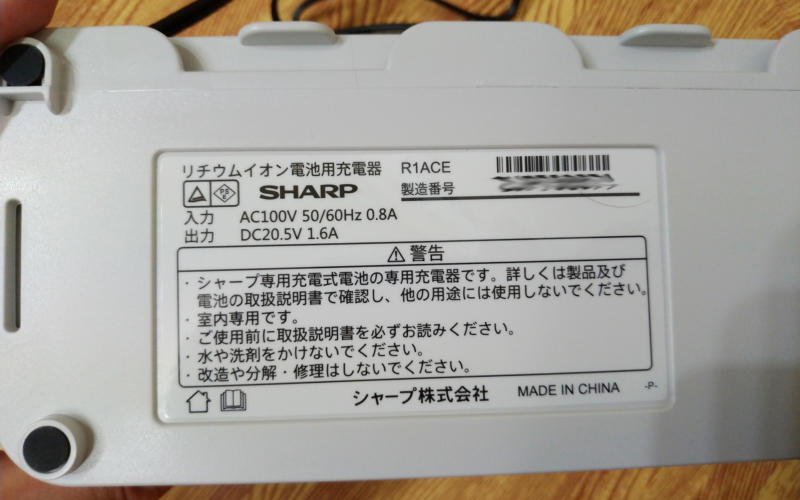 リチウムイオン電池用充電器 R1ACE
PS E SHARP 製造番号
入力 AC100V 50/60Hz 0.8A
出力 DC20.5V 1.6A
警告
・シャープ専用充電式電池の専用充電器です。詳しくは製品及び
電池の取扱説明書で確認し、他の用途には使用しないでください。
・室内専用です。
・ご使用前に取扱説明書を必ずお読みください。
・水や洗剤をかけないでください。
・改造や分解・修理はしないでください。
シャープ株式会社 MADE IN CHINA -P-